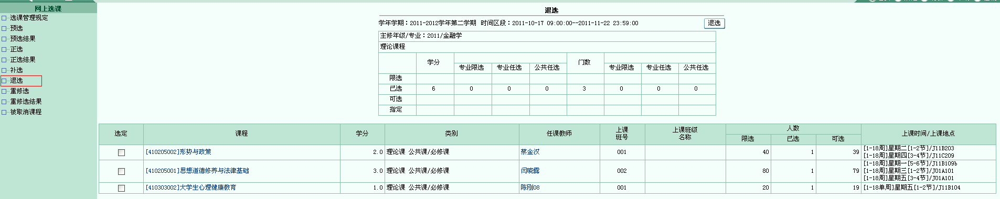 网上选课
选课管理规定
预选
预选结果
正选
正选结果
补选
退选
重修选
重修选结果
被取消课程
退选
学年学期：2011-2012学年第二学期 时间区段：2011-10-17 09:00:00--2011-11-22 23:59:00 退选
主修年级/专业：2011/金融学
理论课程
学分 门数
专业限选 专业任选 公共任选 专业限选 专业任选 公共任选
限选
已选 6 0 0 0 3 0 0 0
可选
指定
选定 课程 学分 类别 任课教师 上课班号 上课班级名称 人数 上课时间/上课地点
限选 已选 可选
[410205002]形势与政策 2.0 理论课 公共课/必修课 蔡金汉 001 40 1 39 [1-18周]星期二[1-2节]/J11B203
[1-18周]星期四[3-4节]/J11C209
[1-18周]星期一[5-6节]/J11B109b
[410205001]思想道德修养与法律基础 3.0 理论课 公共课/必修课 闫晓露 002 80 1 79 [1-18周]星期三[1-2节]/J01A101
[1-18周]星期五[3-4节]/J01A101
[410303002]大学生心理健康教育 1.0 理论课 公共课/必修课 陈刚08 001 20 1 19 [1-18单周]星期五[1-2节]/J11B104